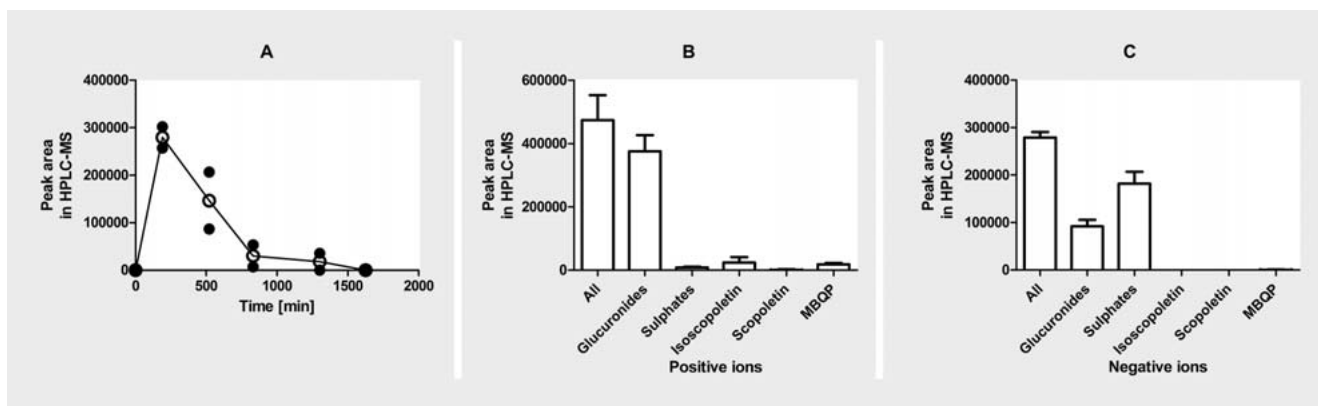 A
Peak area
in HPLC-MS
400000
300000
200000
100000
0
0
500
1000
1500
2000
Time [min]
B
Peak area
in HPLC-MS
600000
400000
200000
0
All
Glucuronides
Sulphates
Isoscopoletin
Scopoletin
MBQP
Positive ions
C
Peak area
in HPLC-MS
400000
300000
200000
100000
0
All
Glucuronides
Sulphates
Isoscopoletin
Scopoletin
MBQP
Negative ions